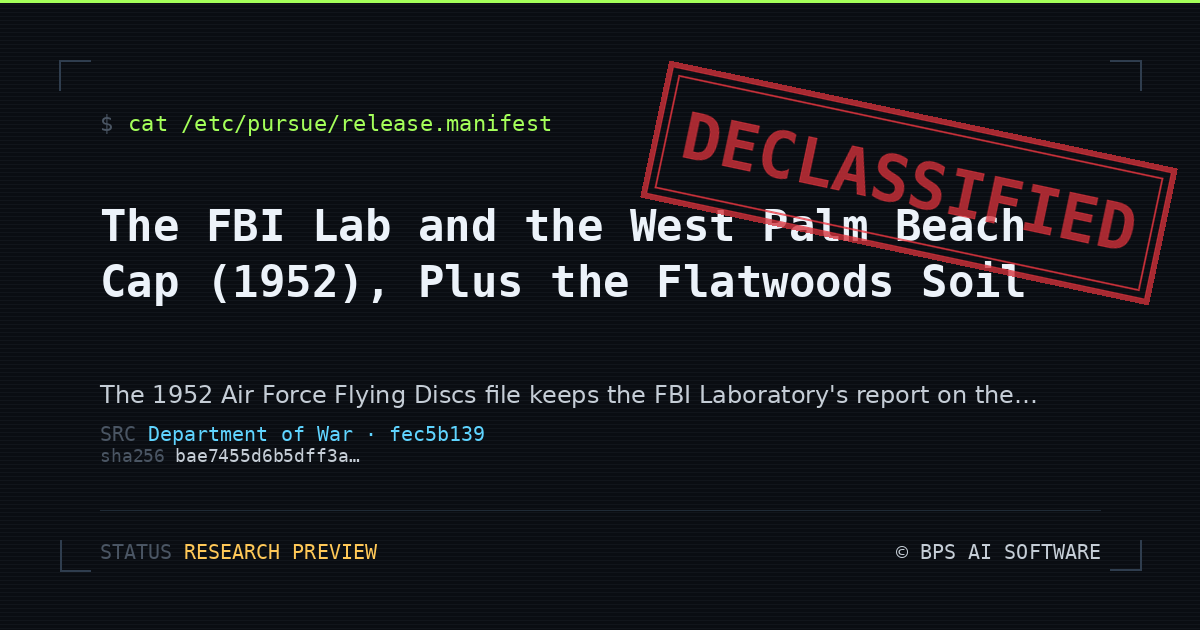 $ cat /etc/pursue/release.manifest
DECLASSIFIED
The FBI Lab and the West Palm Beach
Cap (1952), Plus the Flatwoods Soil
The 1952 Air Force Flying Discs file keeps the FBI Laboratory's report on the…
SRC Department of War · fec5b139
sha256 bae7455d6b5dff3a…
STATUS RESEARCH PREVIEW
© BPS AI SOFTWARE